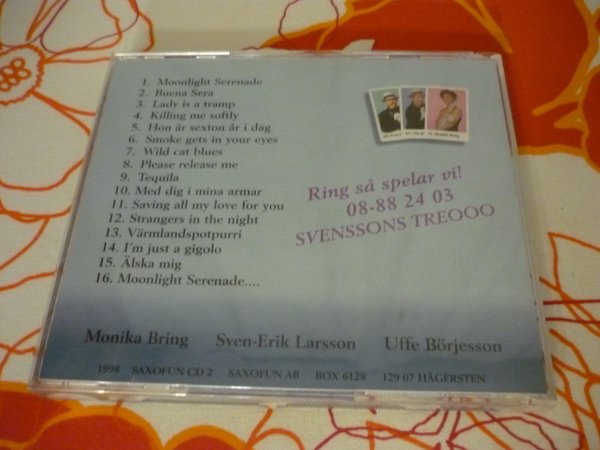 1. Moonlight Serenade
2. Buena Sera
3. Lady is a tramp
4. Killing me softly
5. Hon är sexton år i dag
6. Smoke gets in your eyes
7. Wild cat blues
8. Please release me
9. Tequila
10. Med dig i mina armar
11. Saving all my love for you
12. Strangers in the night
13. Värmlandspotpurri
14. I'm just a gigolo
15. Älska mig
16. Moonlight Serenade....
Ring så spelar vi!
08-88 24 03
SVENSSONS TREOOO
Monika Bring Sven-Erik Larsson Uffe Börjesson
1998 SAXOFUN CD 2 SAXOFUN AB BOX 6128 129 07 HÄGERSTEN